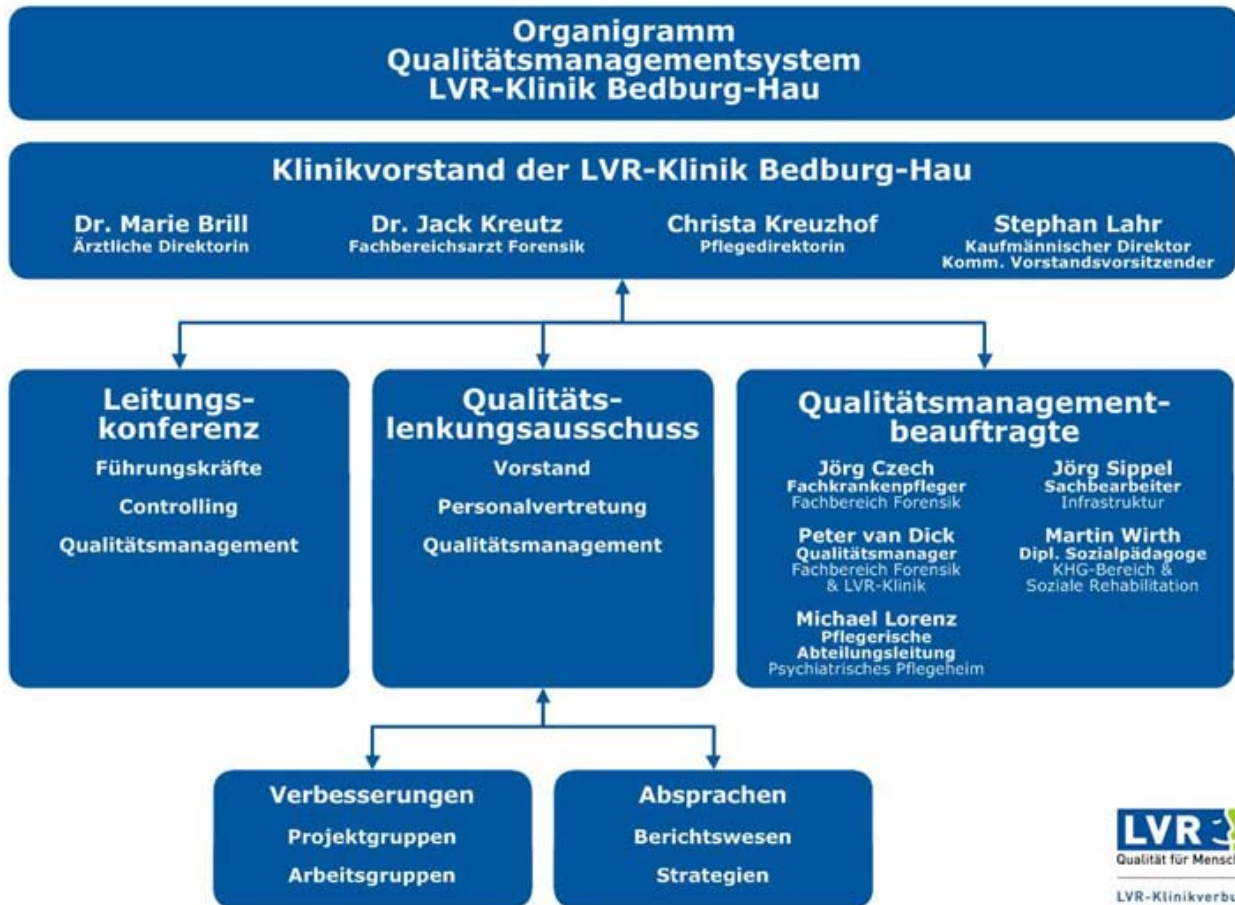 Organigramm
Qualitätsmanagementsystem
LVR-Klinik Bedburg-Hau
Klinikvorstand der LVR-Klinik Bedburg-Hau
Dr. Marie Brill
Ärztliche Direktorin
Dr. Jack Kreutz
Fachbereichsarzt Forensik
Christa Kreuzhof
Pflegedirektorin
Stephan Lahr
Kaufmännischer Direktor
Komm. Vorstandsvorsitzender
Leitungs-
konferenz
Führungskräfte
Controlling
Qualitätsmanagement
Qualitäts-
lenkungsausschuss
Vorstand
Personalvertretung
Qualitätsmanagement
Qualitätsmanagement-
beauftragte
Jörg Czech
Fachkrankenpfleger
Fachbereich Forensik
Peter van Dick
Qualitätsmanager
Fachbereich Forensik
& LVR-Klinik
Michael Lorenz
Pflegerische
Abteilungsleitung
Psychiatrisches Pflegeheim
Jörg Sippel
Sachbearbeiter
Infrastruktur
Martin Wirth
Dipl. Sozialpädagoge
KHG-Bereich &
Soziale Rehabilitation
Verbesserungen
Projektgruppen
Arbeitsgruppen
Absprachen
Berichtswesen
Strategien
LVR
Qualität für